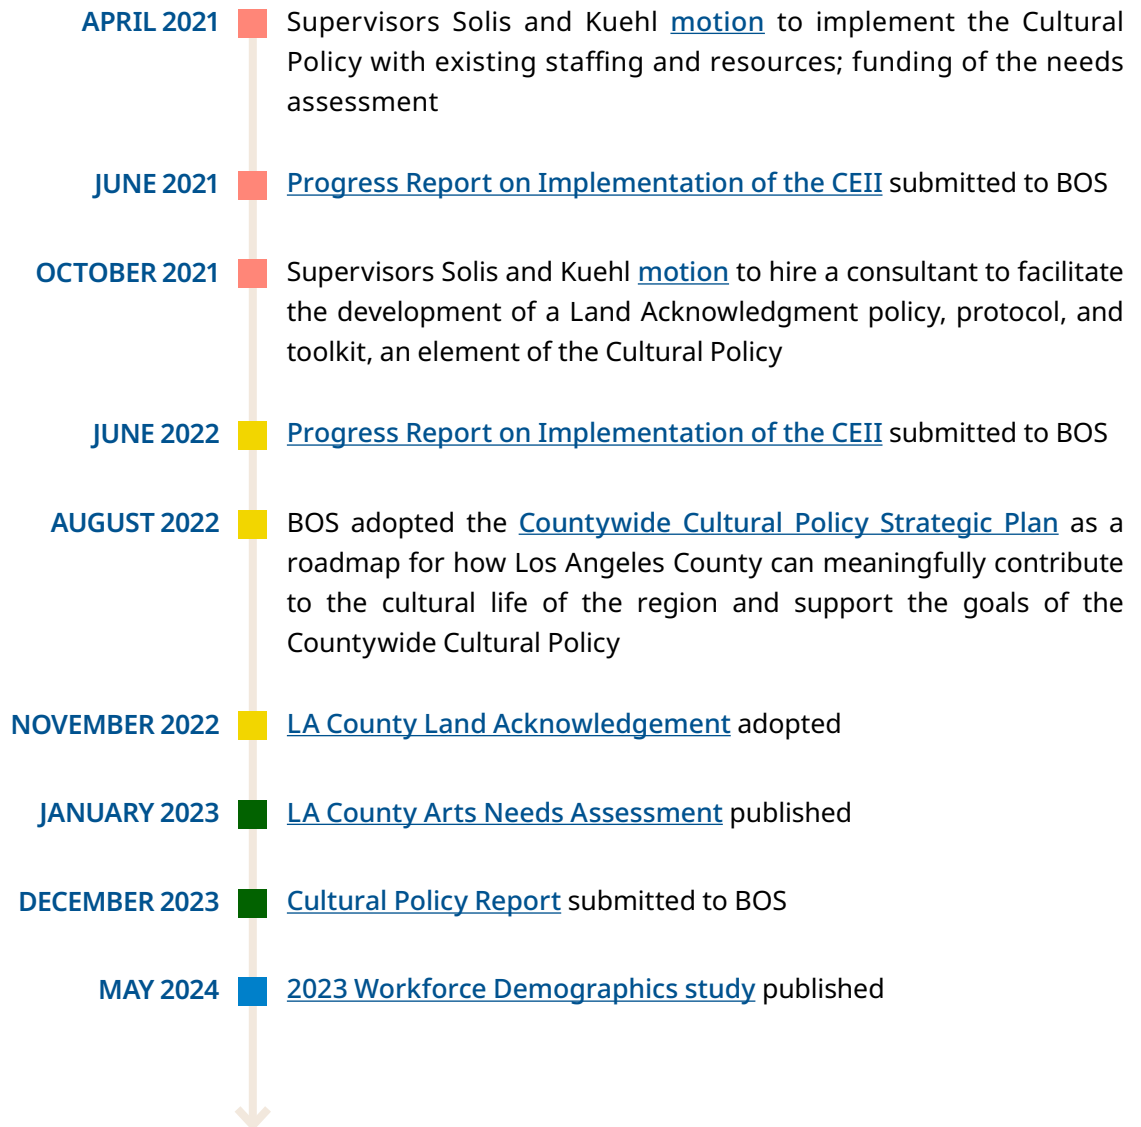 APRIL 2021 Supervisors Solis and Kuehl motion to implement the Cultural
Policy with existing staffing and resources; funding of the needs
assessment
JUNE 2021 Progress Report on Implementation of the CEII submitted to BOS
OCTOBER 2021 Supervisors Solis and Kuehl motion to hire a consultant to facilitate
the development of a Land Acknowledgment policy, protocol, and
toolkit, an element of the Cultural Policy
JUNE 2022 Progress Report on Implementation of the CEII submitted to BOS
AUGUST 2022 BOS adopted the Countywide Cultural Policy Strategic Plan as a
roadmap for how Los Angeles County can meaningfully contribute
to the cultural life of the region and support the goals of the
Countywide Cultural Policy
NOVEMBER 2022 LA County Land Acknowledgement adopted
JANUARY 2023 LA County Arts Needs Assessment published
DECEMBER 2023 Cultural Policy Report submitted to BOS
MAY 2024 2023 Workforce Demographics study published